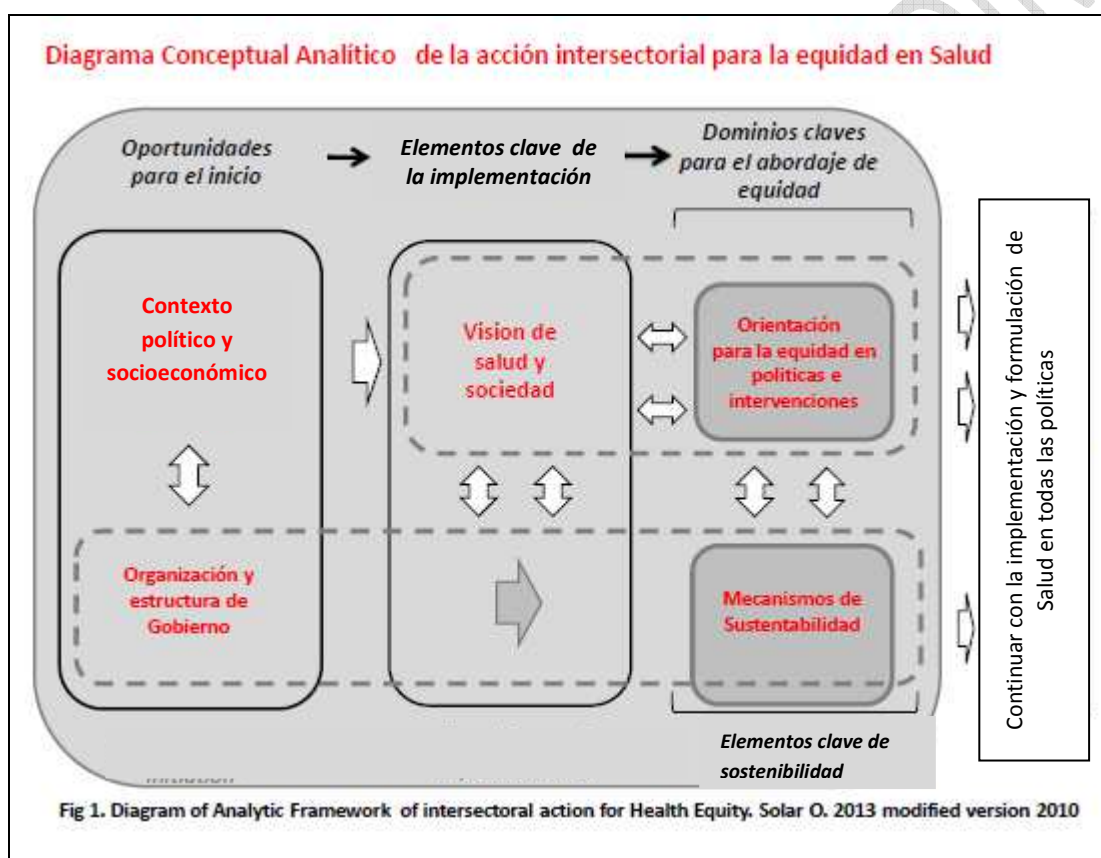 Diagrama Conceptual Analítico de la acción intersectorial para la equidad en Salud
Oportunidades
para el inicio
Elementos clave de
la implementación
Dominios claves
para el abordaje de
equidad
Contexto
político y
socioeconómico
Vision de
salud y
sociedad
Orientación
para la equidad en
politicas e
intervenciones
Organización y
estructura de
Gobierno
Mecanismos de
Sustentabilidad
Elementos clave de
sostenibilidad
Continuar con la implementación y formulación de
Salud en todas las políticas
Fig 1. Diagram of Analytic Framework of intersectoral action for Health Equity. Solar O. 2013 modified version 2010